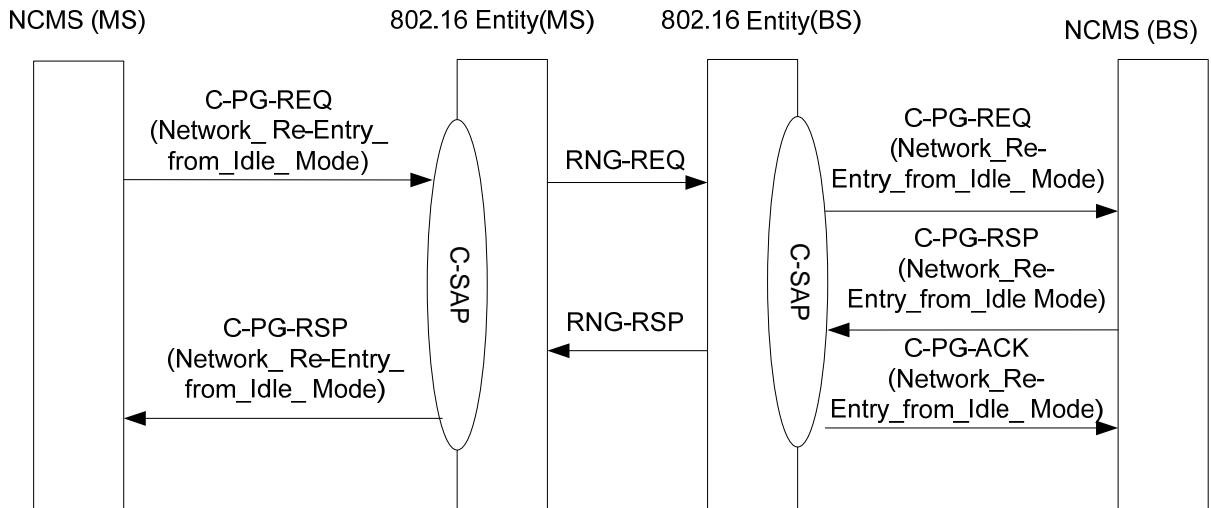 NCMS (MS)
802.16 Entity(MS)
802.16 Entity(BS)
NCMS (BS)
C-PG-REQ
(Network_ Re-Entry_
from_Idle_ Mode)
RNG-REQ
C-PG-REQ
(Network_Re-
Entry_from_Idle_ Mode)
C-SAP
C-SAP
C-PG-RSP
(Network_Re-
Entry_from_Idle Mode)
RNG-RSP
C-PG-RSP
(Network_ Re-Entry_
from_Idle_ Mode)
C-PG-ACK
(Network_Re-
Entry_from_Idle_ Mode)